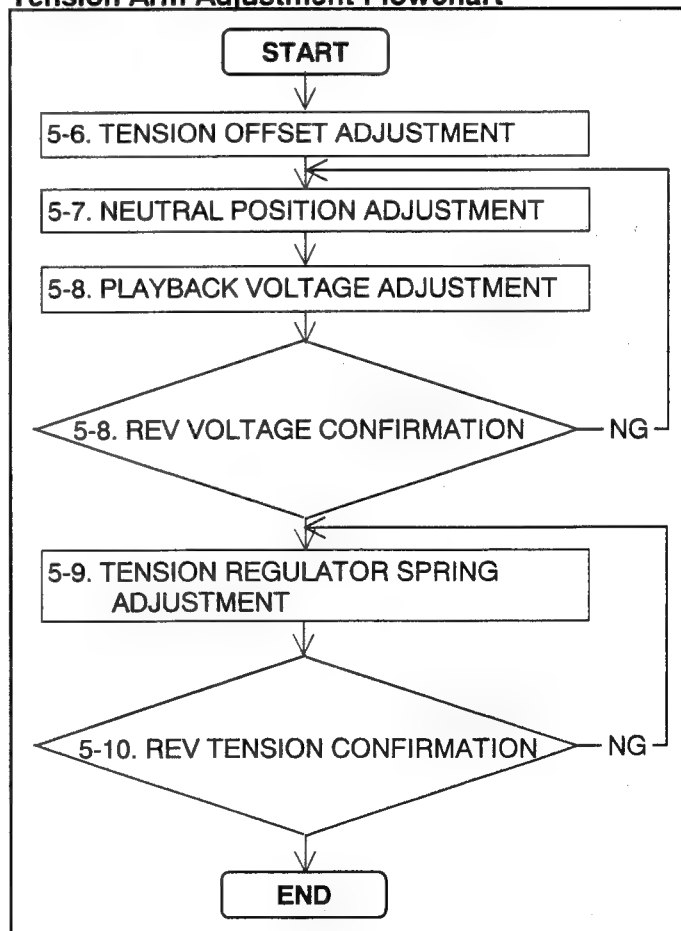 Tension Arm Adjustment Flowchart
START
5-6. TENSION OFFSET ADJUSTMENT
5-7. NEUTRAL POSITION ADJUSTMENT
5-8. PLAYBACK VOLTAGE ADJUSTMENT
5-8. REV VOLTAGE CONFIRMATION
NG
5-9. TENSION REGULATOR SPRING
ADJUSTMENT
5-10. REV TENSION CONFIRMATION
NG
END